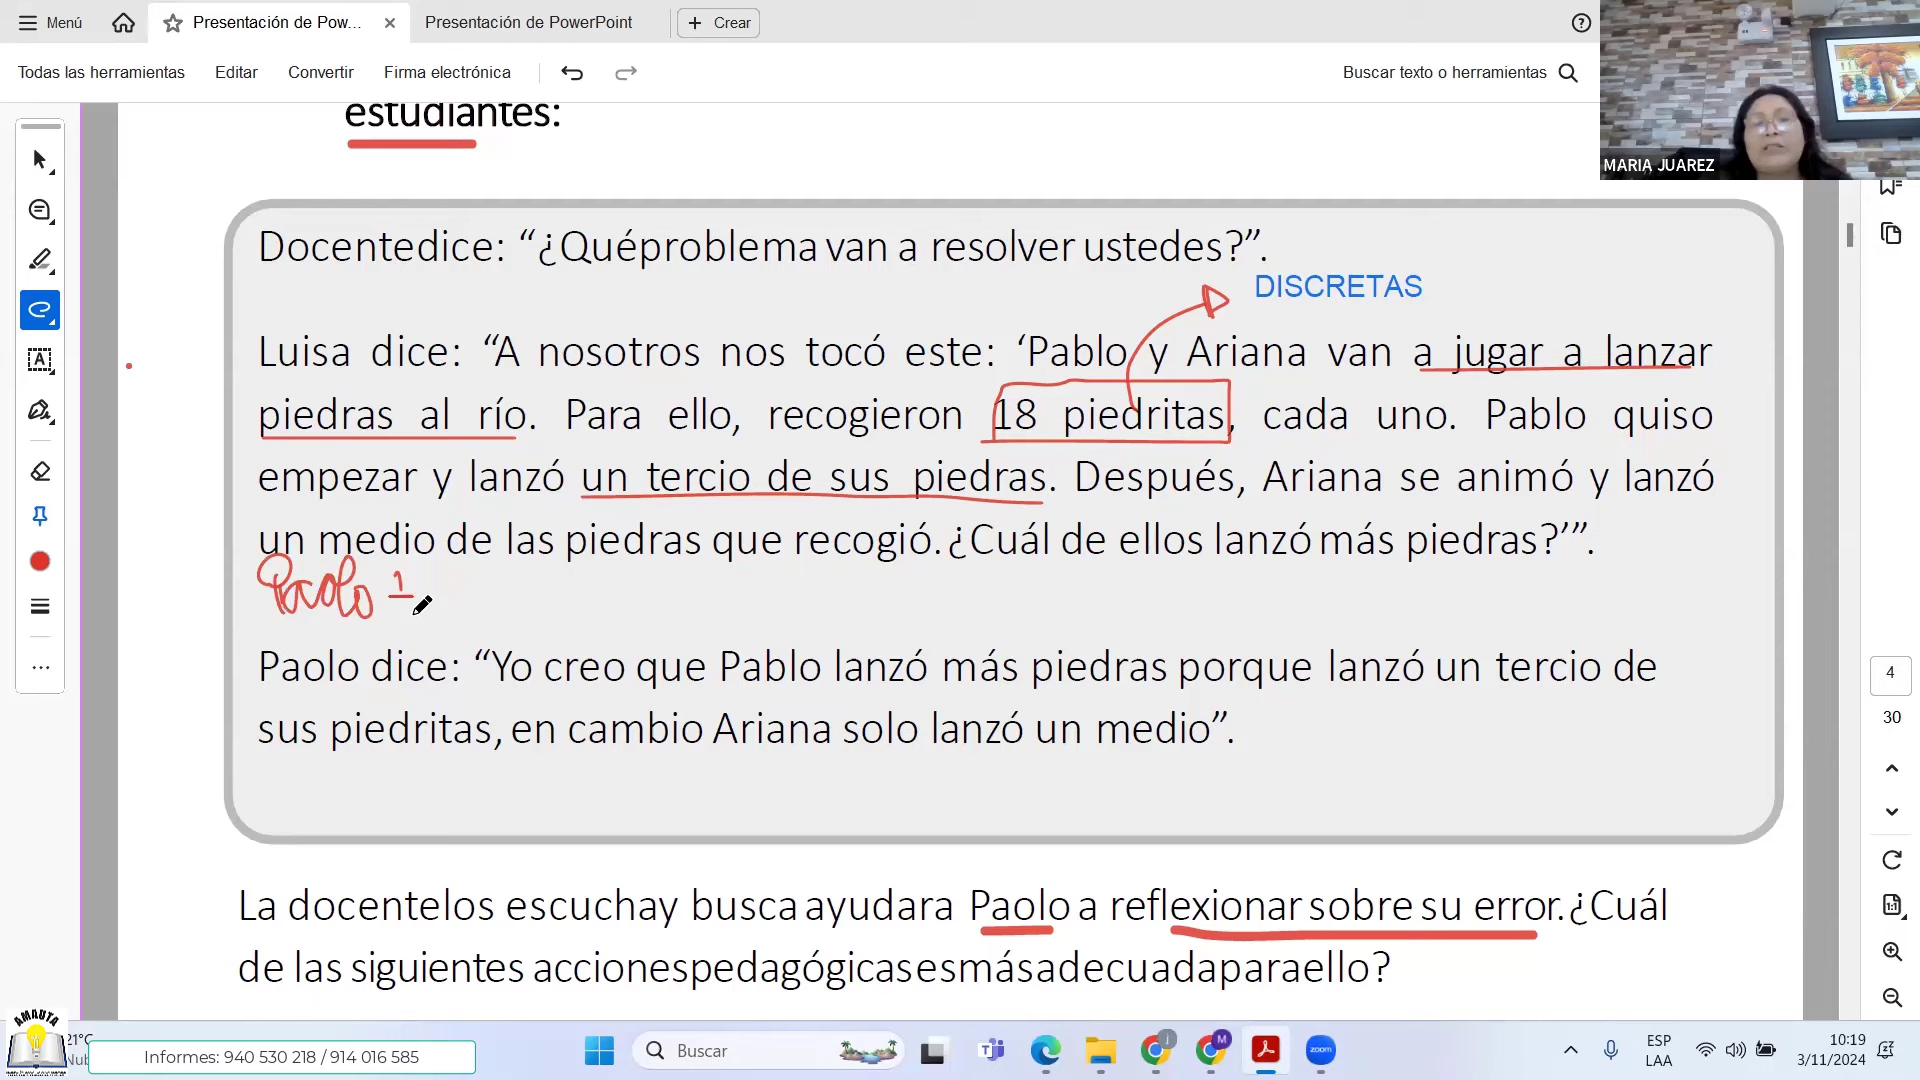 Menú
Presentación de Pow...
Presentación de PowerPoint
Crear
Todas las herramientas
Editar
Convertir
Firma electrónica
Buscar texto o herramientas
MARIA JUAREZ
estudiantes:
Docentedice: “¿Quéproblema van a resolver ustedes?”.
DISCRETAS
Luisa dice: “A nosotros nos tocó este: ‘Pablo y Ariana van a jugar a lanzar
piedras al río. Para ello, recogieron 18 piedritas, cada uno. Pablo quiso
empezar y lanzó un tercio de sus piedras. Después, Ariana se animó y lanzó
un medio de las piedras que recogió. ¿Cuál de ellos lanzó más piedras?’”.
Paolo 1
Paolo dice: “Yo creo que Pablo lanzó más piedras porque lanzó un tercio de
sus piedritas, en cambio Ariana solo lanzó un medio”.
La docentelos escuchay busca ayudara Paolo a reflexionar sobre su error. ¿Cuál
de las siguientes accionespedagógicasesmásadecuadaparaello?
4
30
AMAUTA
21°C
Nub
Informes: 940 530 218 / 914 016 585
Buscar
zoom
ESP
LAA
10:19
3/11/2024